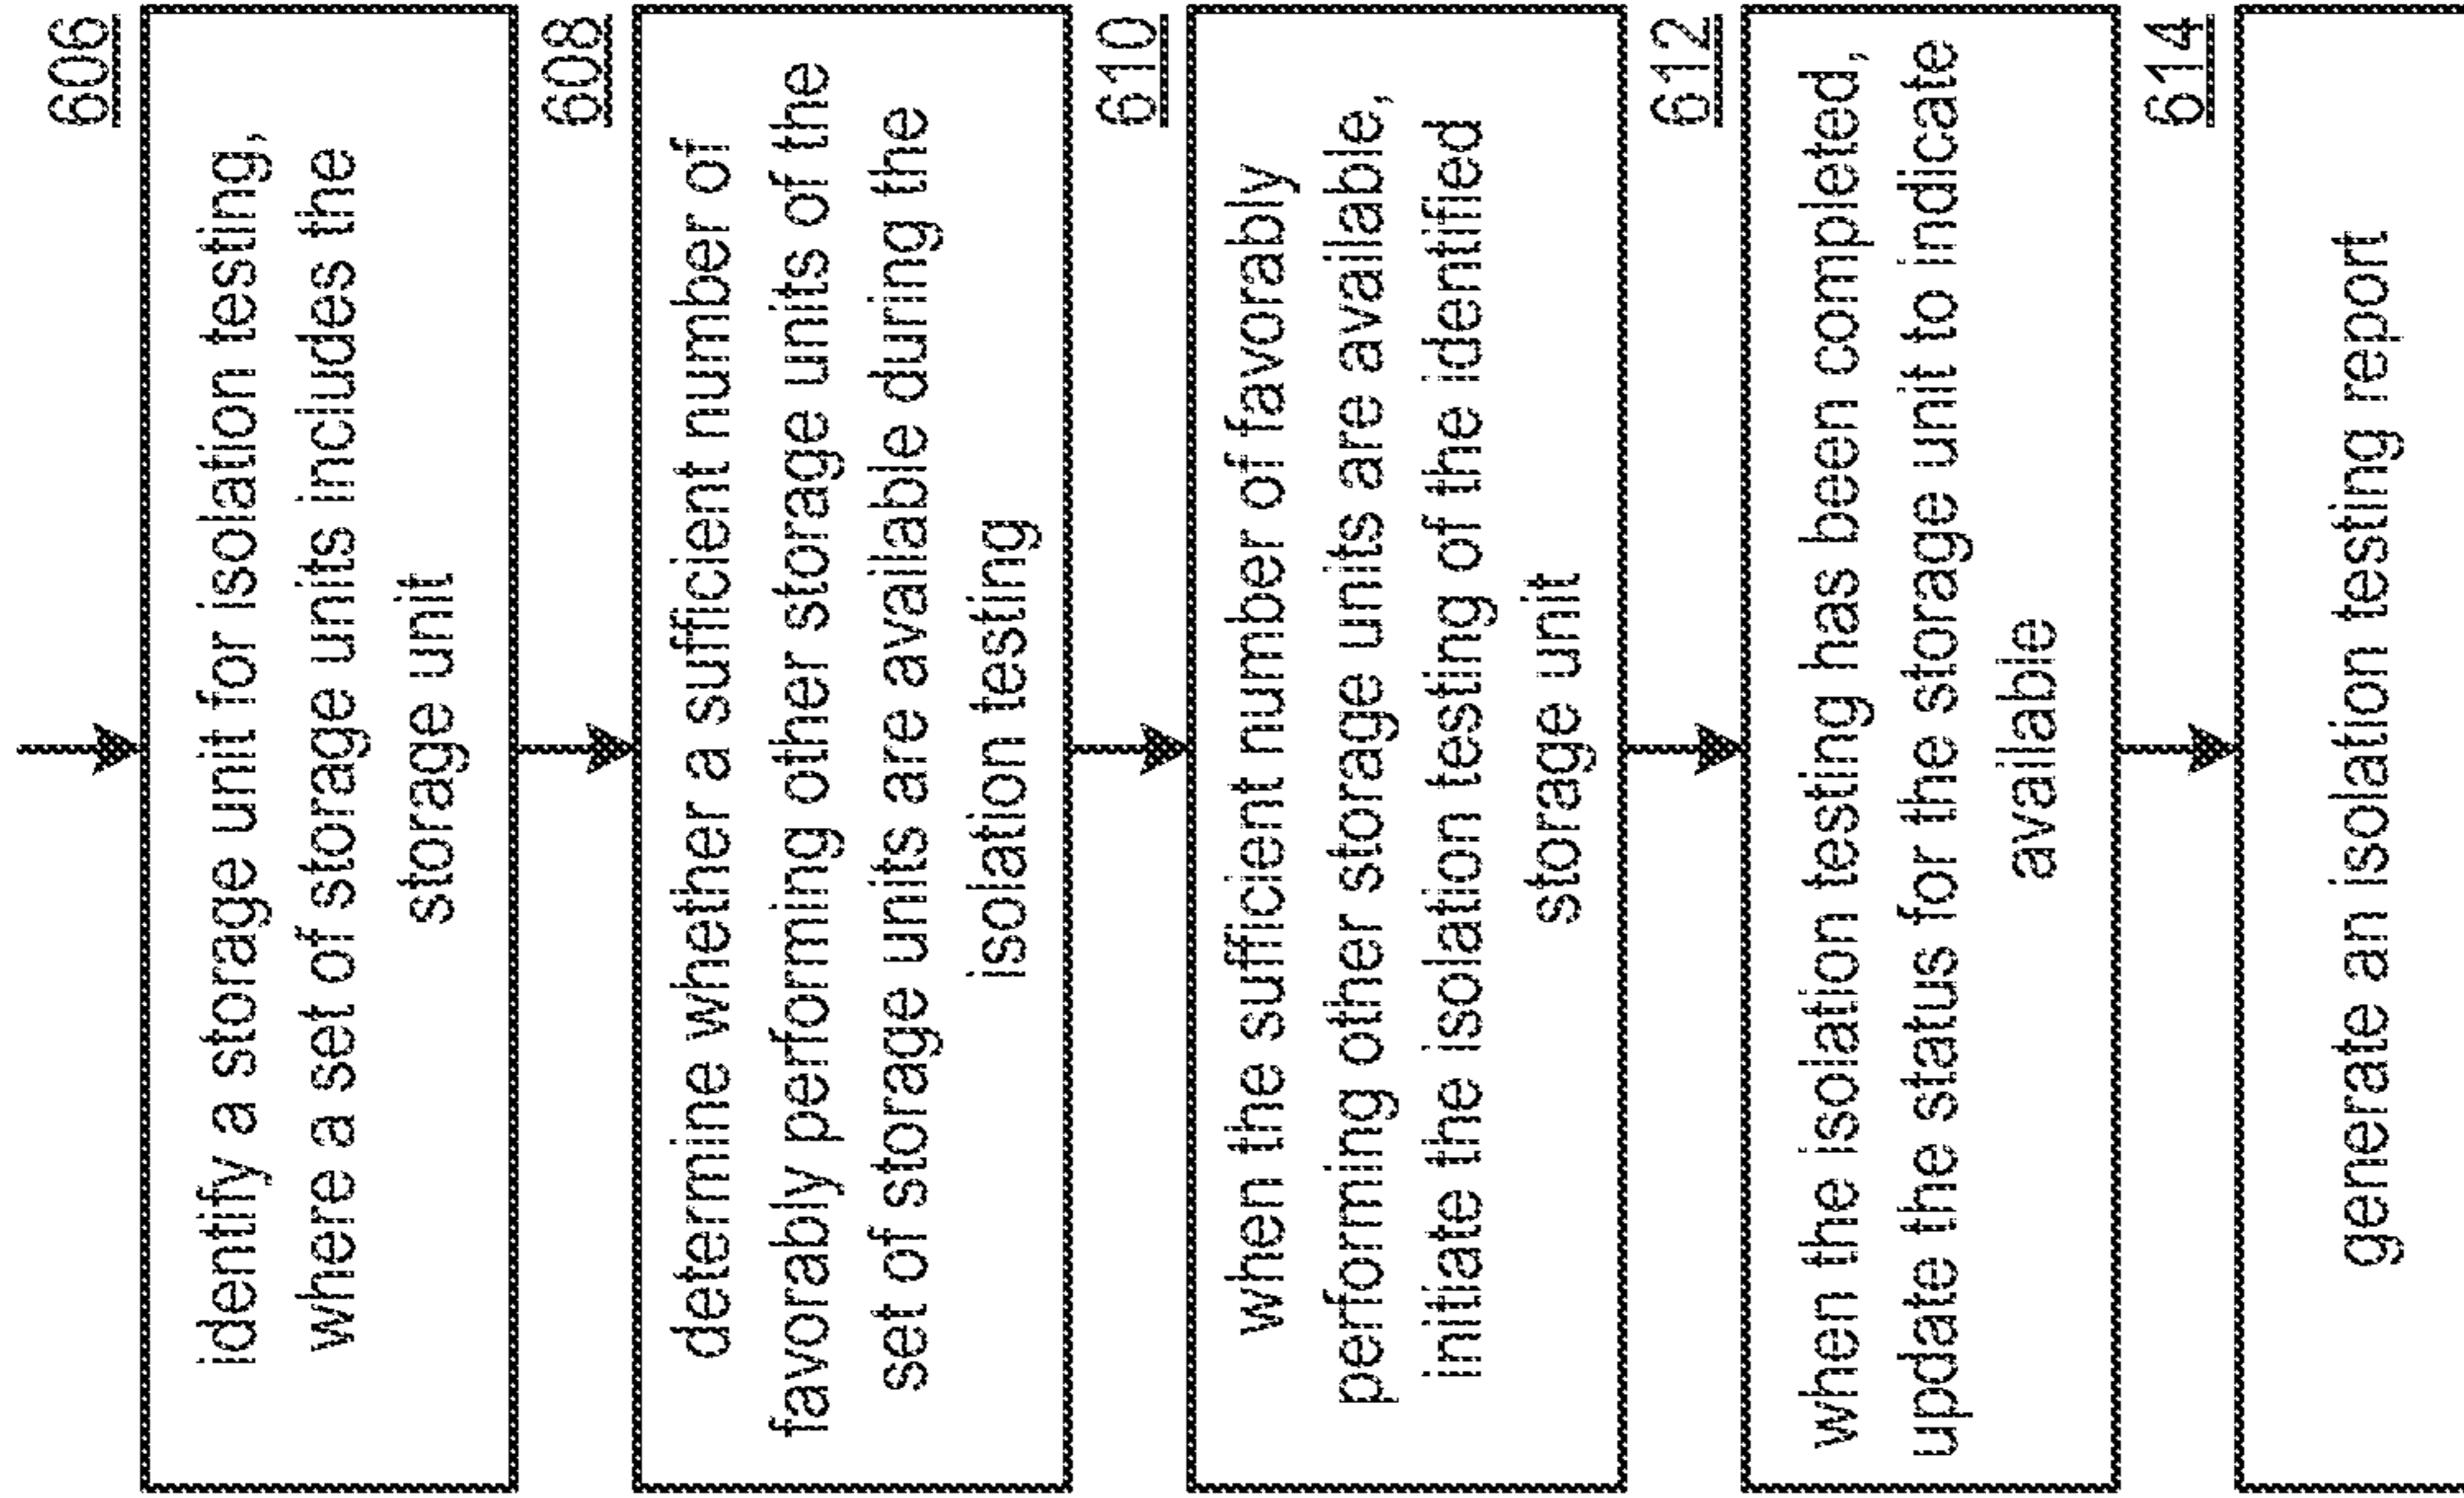 606
identify a storage unit for isolation testing,
where a set of storage units includes the
storage unit
608
determine whether a sufficient number of
favorably performing other storage units of the
set of storage units are available during the
isolation testing
610
when the sufficient number of favorably
performing other storage units are available,
initiate the isolation testing of the identified
storage unit
612
when the isolation testing has been completed,
update the status for the storage unit to indicate
available
614
generate an isolation testing report